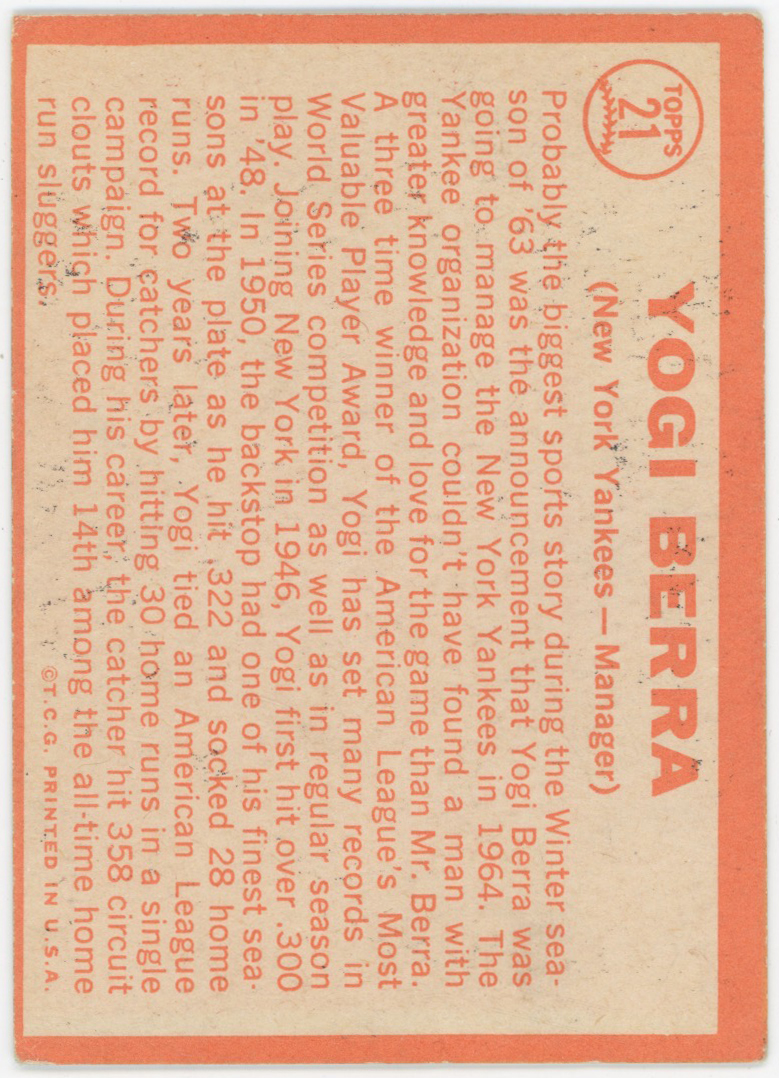 TOPPS
21
YOGI BERRA
(New York Yankees — Manager)
Probably the biggest sports story during the Winter sea-
son of '63 was the announcement that Yogi Berra was
going to manage the New York Yankees in 1964. The
Yankee organization couldn't have found a man with
greater knowledge and love for the game than Mr. Berra.
A three time winner of the American League's Most
Valuable Player Award, Yogi has set many records in
World Series competition as well as in regular season
play. Joining New York in 1946, Yogi first hit over .300
in '48. In 1950, the backstop had one of his finest sea-
sons at the plate as he hit .322 and socked 28 home
runs. Two years later, Yogi tied an American League
record for catchers by hitting 30 home runs in a single
campaign. During his career, the catcher hit 358 circuit
clouts which placed him 14th among the all-time home
run sluggers.
©T.C.G. PRINTED IN U.S.A.